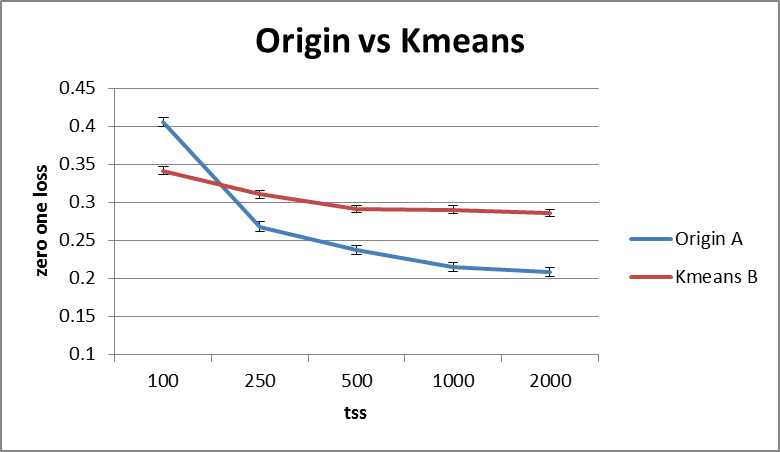 Origin vs Kmeans
0.45
0.4
0.35
0.3
0.25
0.2
0.15
0.1
zero one loss
100 250 500 1000 2000
tss
Origin A
Kmeans B